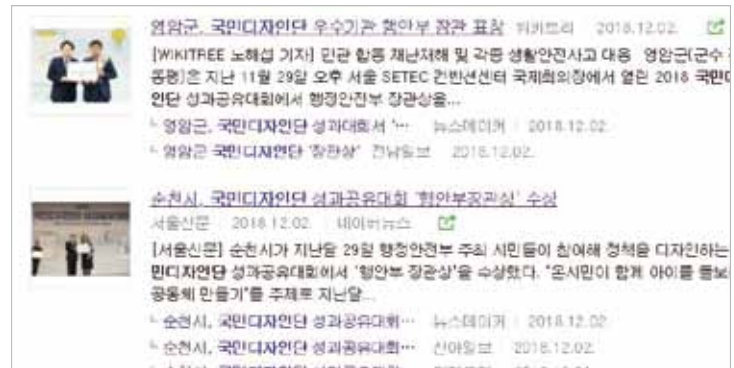 영암군, 국민디자인단 우수기관 행안부 장관 표창 위키트리 2018.12.02.
[WIKITREE 노해섭 기자] 민관 합동 재난재해 및 각종 생활안전사고 대응 영암군(군수
동평)은 지난 11월 29일 오후 서울 SETEC 컨벤션센터 국제회의장에서 열린 2018 국민디
인단 성과공유대회에서 행정안전부 장관상을...
영암군, 국민디자인단 성과대회서 '… 뉴스메이커 2018.12.02.
영암군 국민디자인단 '장관상' 전남일보 2018.12.02.
순천시, 국민디자인단 성과공유대회 '행안부장관상' 수상
서울신문 2018.12.02. 네이버뉴스
[서울신문] 순천시가 지난달 29일 행정안전부 주최 시민들이 참여해 정책을 디자인하는
민디자인단 성과공유대회에서 '행안부 장관상'을 수상했다. "온시민이 함께 아이를 돌보
공동체 만들기"를 주제로 지난달...
순천시, 국민디자인단 성과공유대회… 뉴스메이커 2018.12.02.
순천시, 국민디자인단 성과공유대회… 신아일보 2018.12.02.